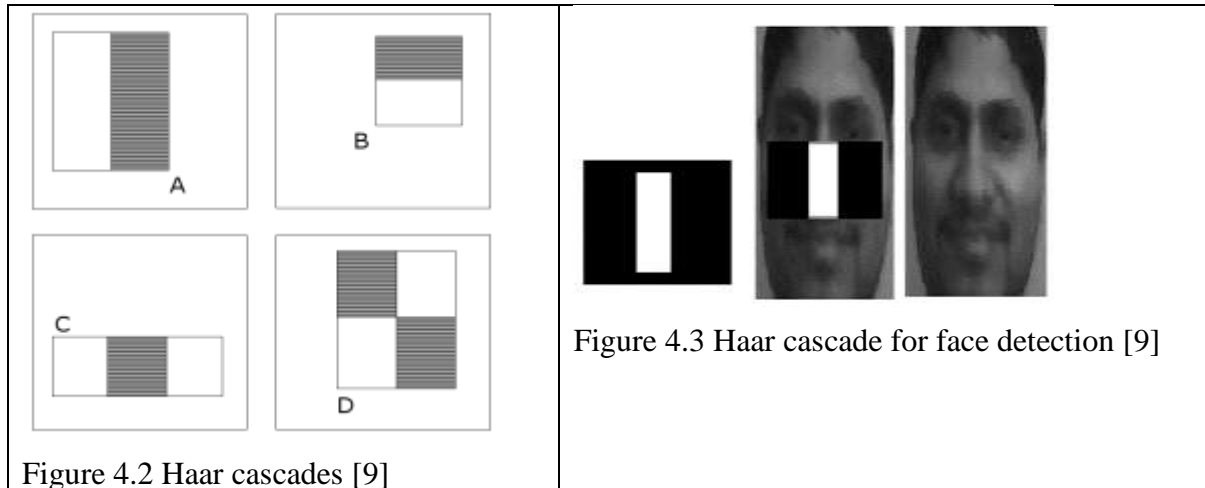 A
B
C
D
Figure 4.2 Haar cascades [9]
Figure 4.3 Haar cascade for face detection [9]